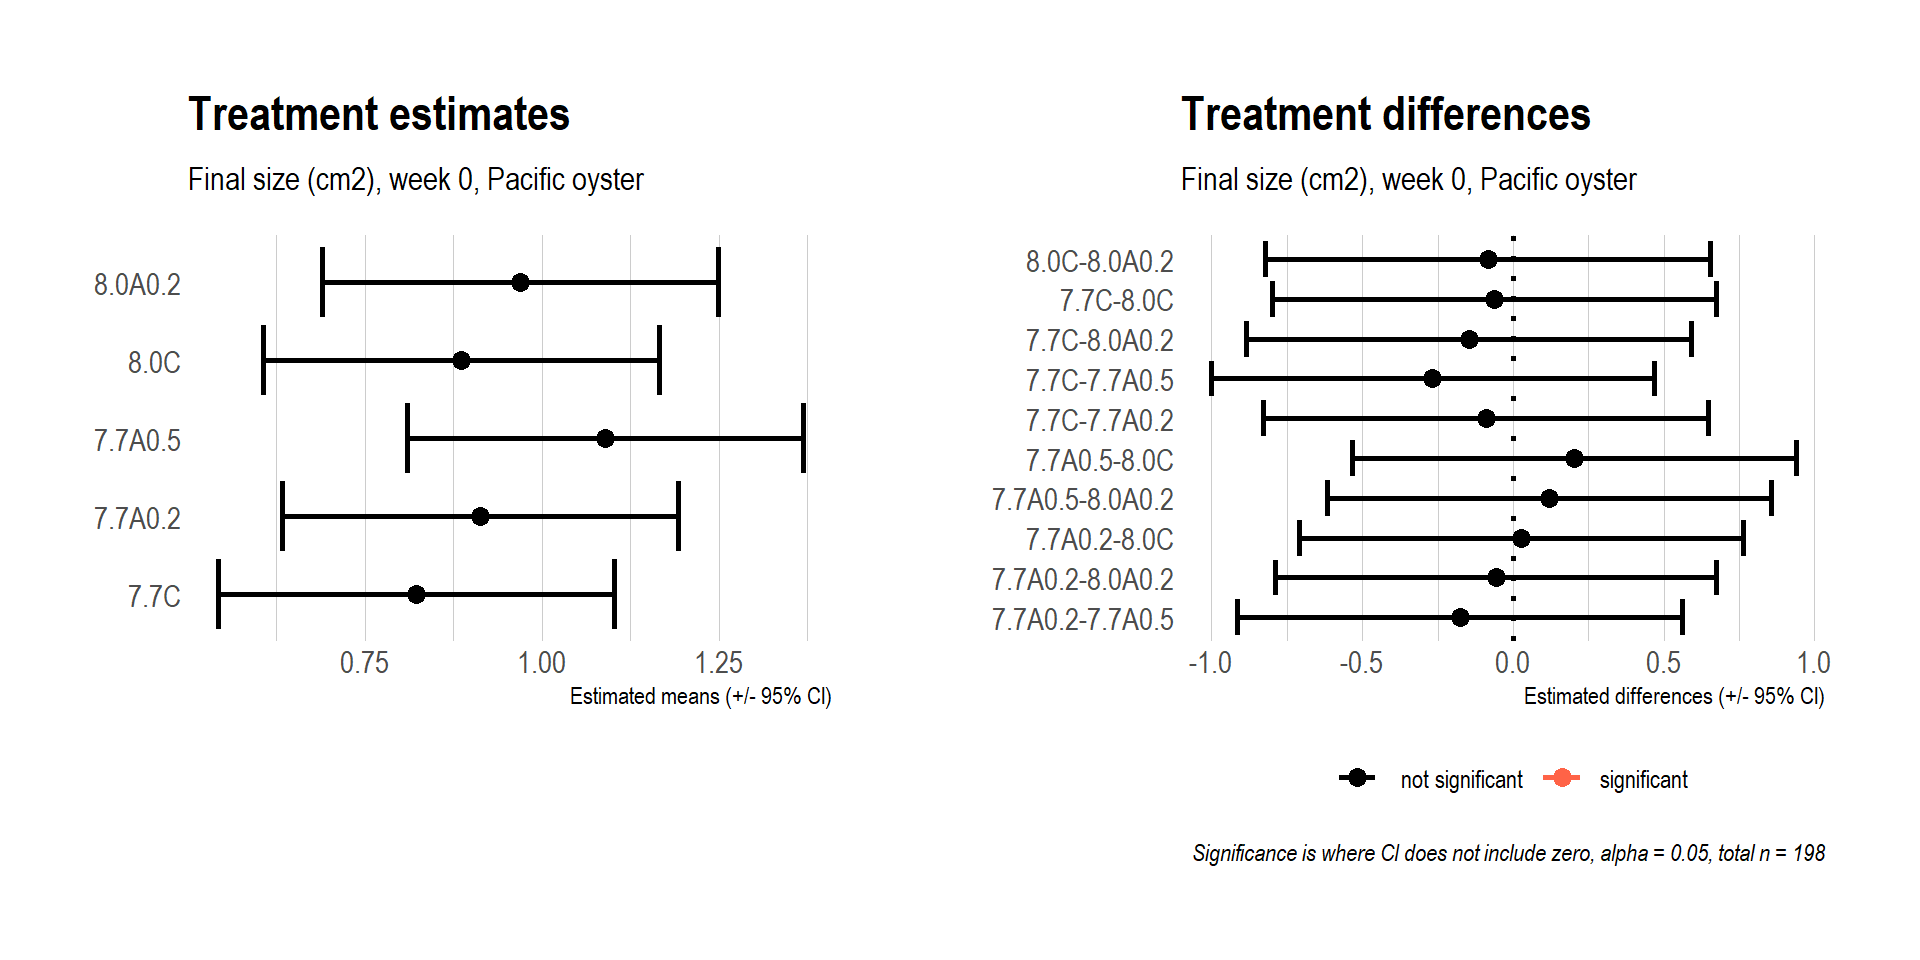 Treatment estimates
Final size (cm2), week 0, Pacific oyster
8.0A0.2
8.0C
7.7A0.5
7.7A0.2
7.7C
0.75 1.00 1.25
Estimated means (+/- 95% CI)
Treatment differences
Final size (cm2), week 0, Pacific oyster
8.0C-8.0A0.2
7.7C-8.0C
7.7C-8.0A0.2
7.7C-7.7A0.5
7.7C-7.7A0.2
7.7A0.5-8.0C
7.7A0.5-8.0A0.2
7.7A0.2-8.0C
7.7A0.2-8.0A0.2
7.7A0.2-7.7A0.5
-1.0 -0.5 0.0 0.5 1.0
Estimated differences (+/- 95% CI)
not significant significant
Significance is where CI does not include zero, alpha = 0.05, total n = 198